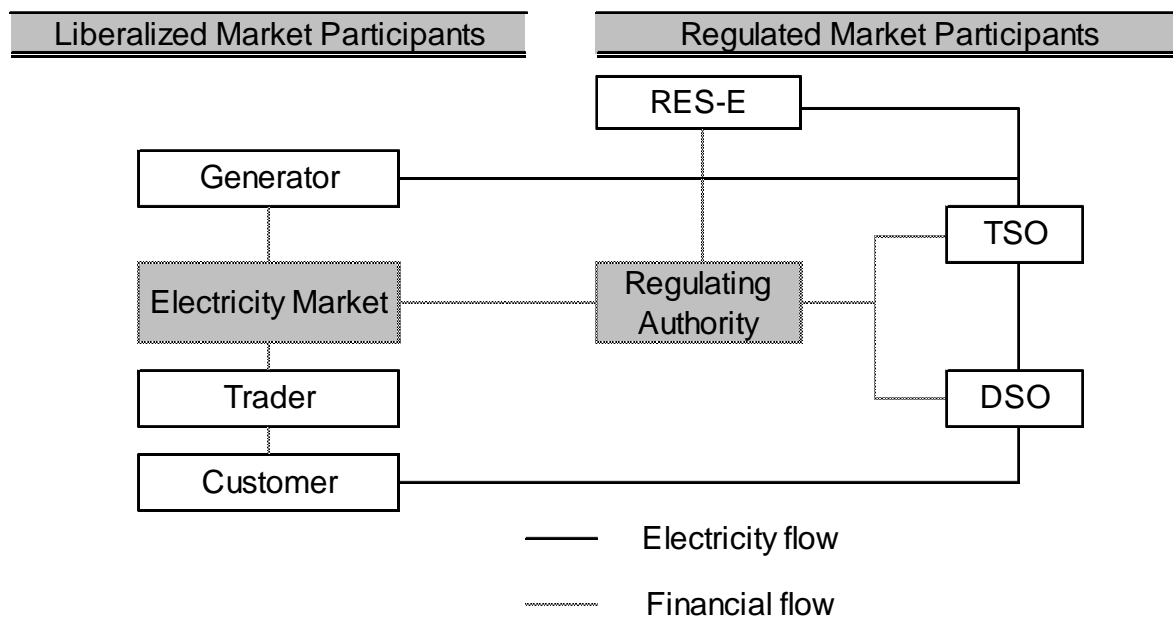 Liberalized Market Participants
Regulated Market Participants
RES-E
Generator
TSO
Electricity Market
Regulating
Authority
Trader
DSO
Customer
Electricity flow
Financial flow